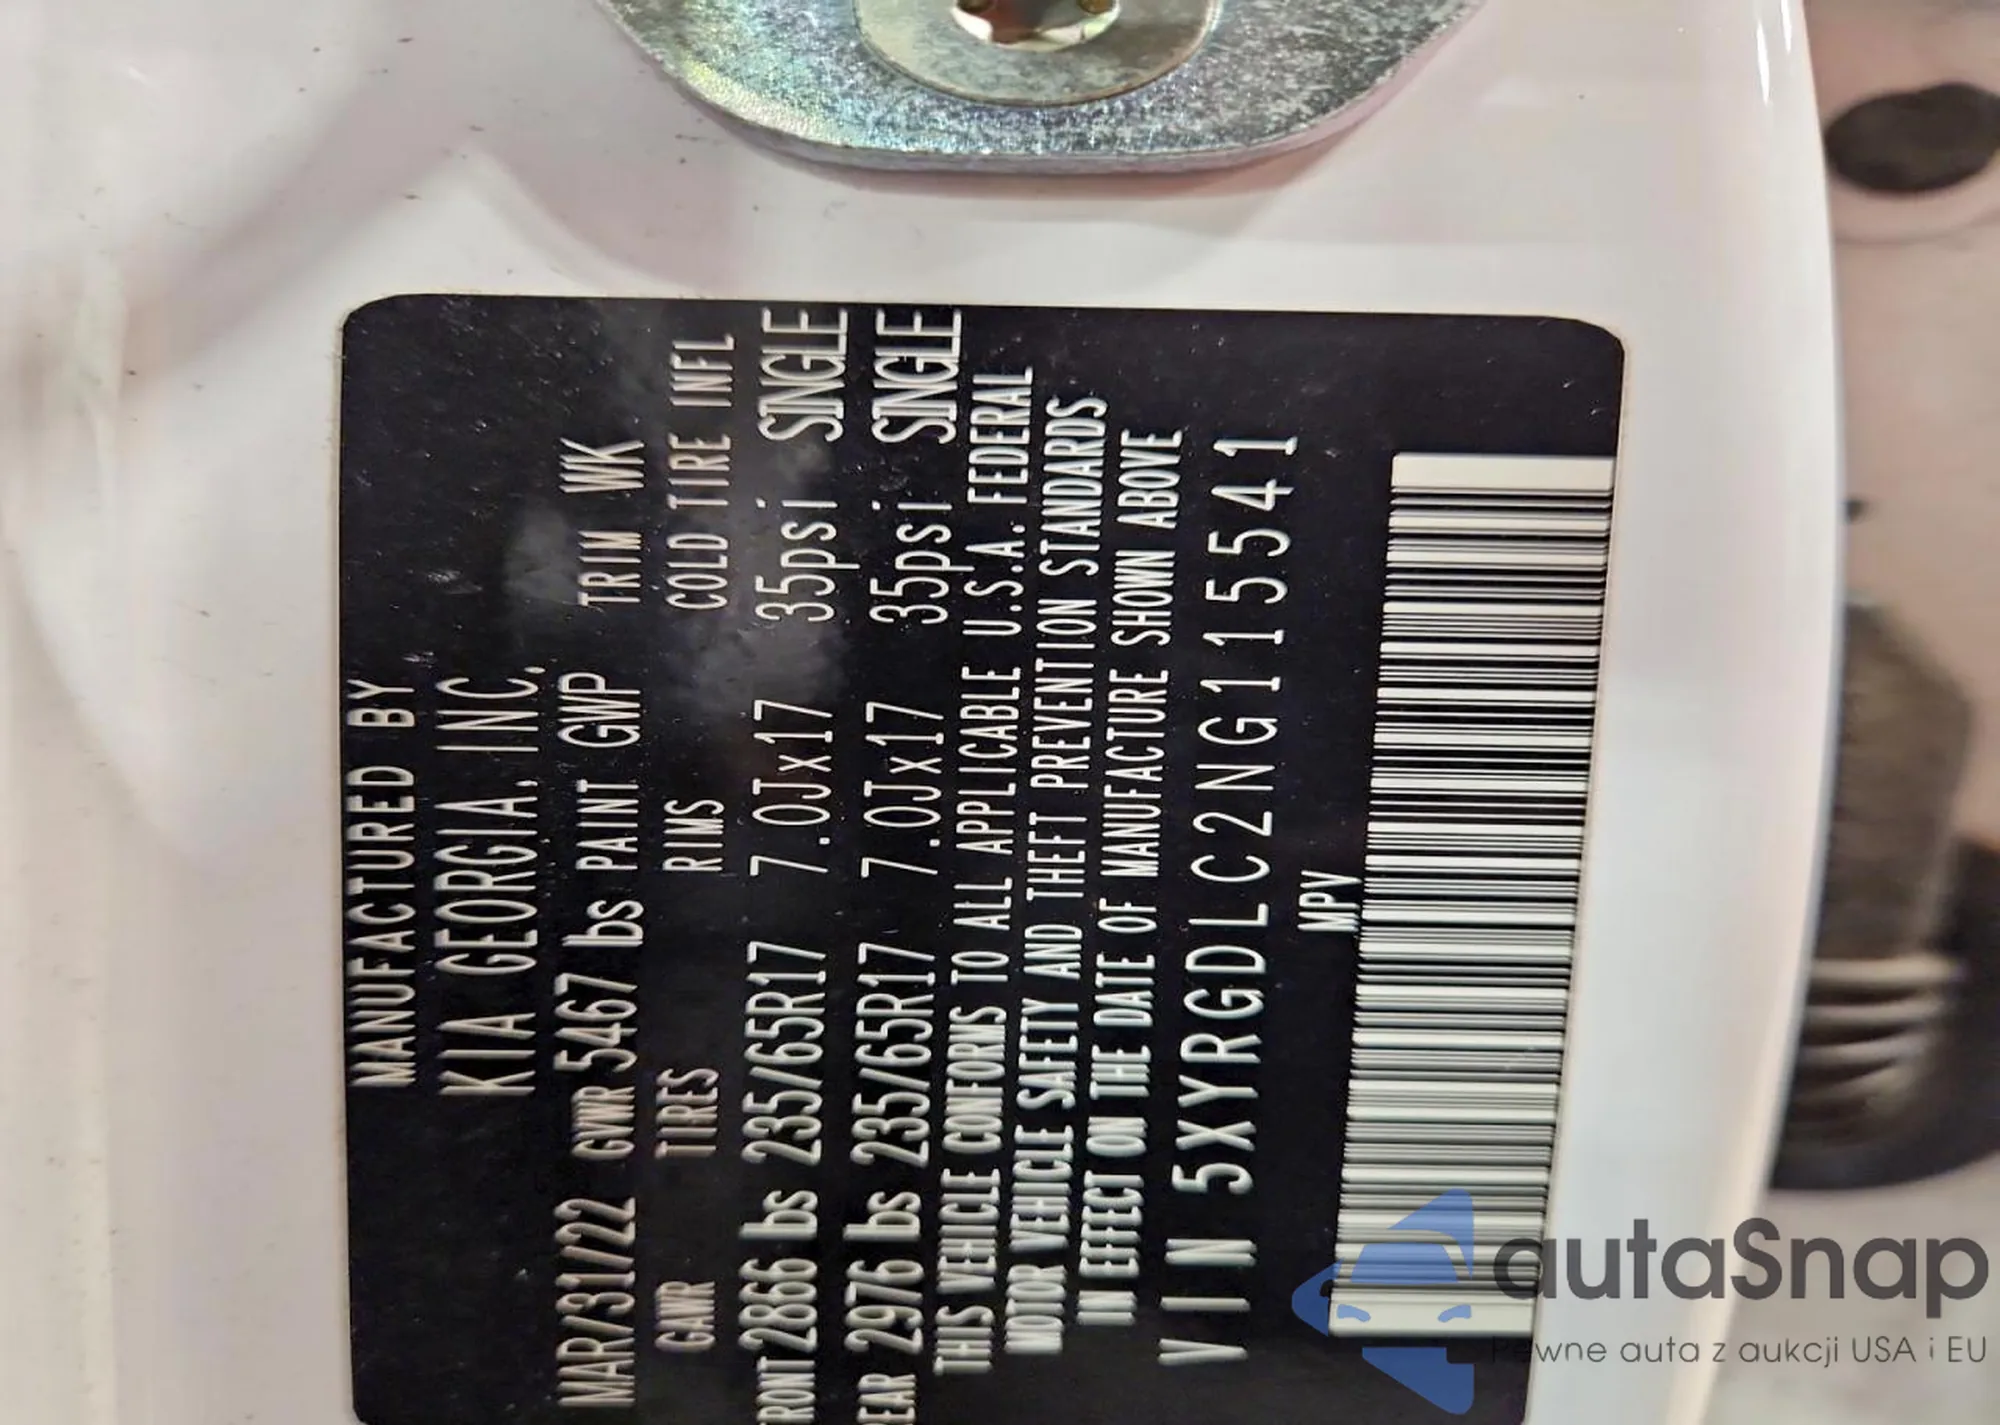 MANUFACTURED BY
KIA GEORGIA, INC.
MAR/31/22 GVWR 5467 lbs PAINT GWP TRIM WK
GAWR TIRES RIMS COLD TIRE INFL
FRONT 2866 lbs 235/65R17 7.0Jx17 35psi SINGLE
REAR 2976 lbs 235/65R17 7.0Jx17 35psi SINGLE
THIS VEHICLE CONFORMS TO ALL APPLICABLE U.S.A. FEDERAL
MOTOR VEHICLE SAFETY AND THEFT PREVENTION STANDARDS
IN EFFECT ON THE DATE OF MANUFACTURE SHOWN ABOVE
VIN 5XYRGDLC2NG115541
MPV
autaSnap
Pewne auta z aukcji USA i EU